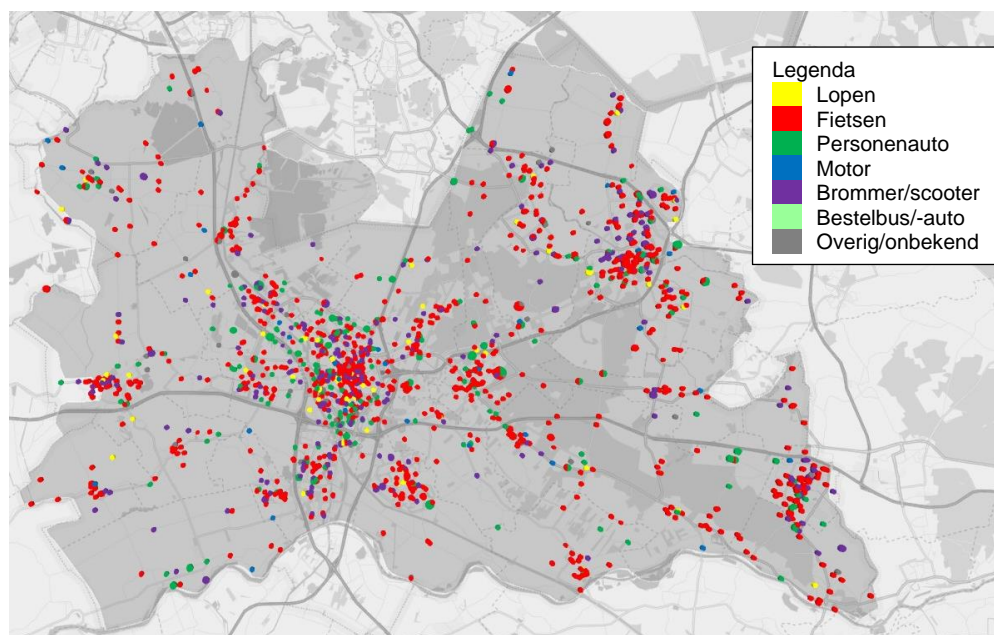 Legenda
Lopen
Fietsen
Personenauto
Motor
Brommer/scooter
Bestelbus/-auto
Overig/onbekend